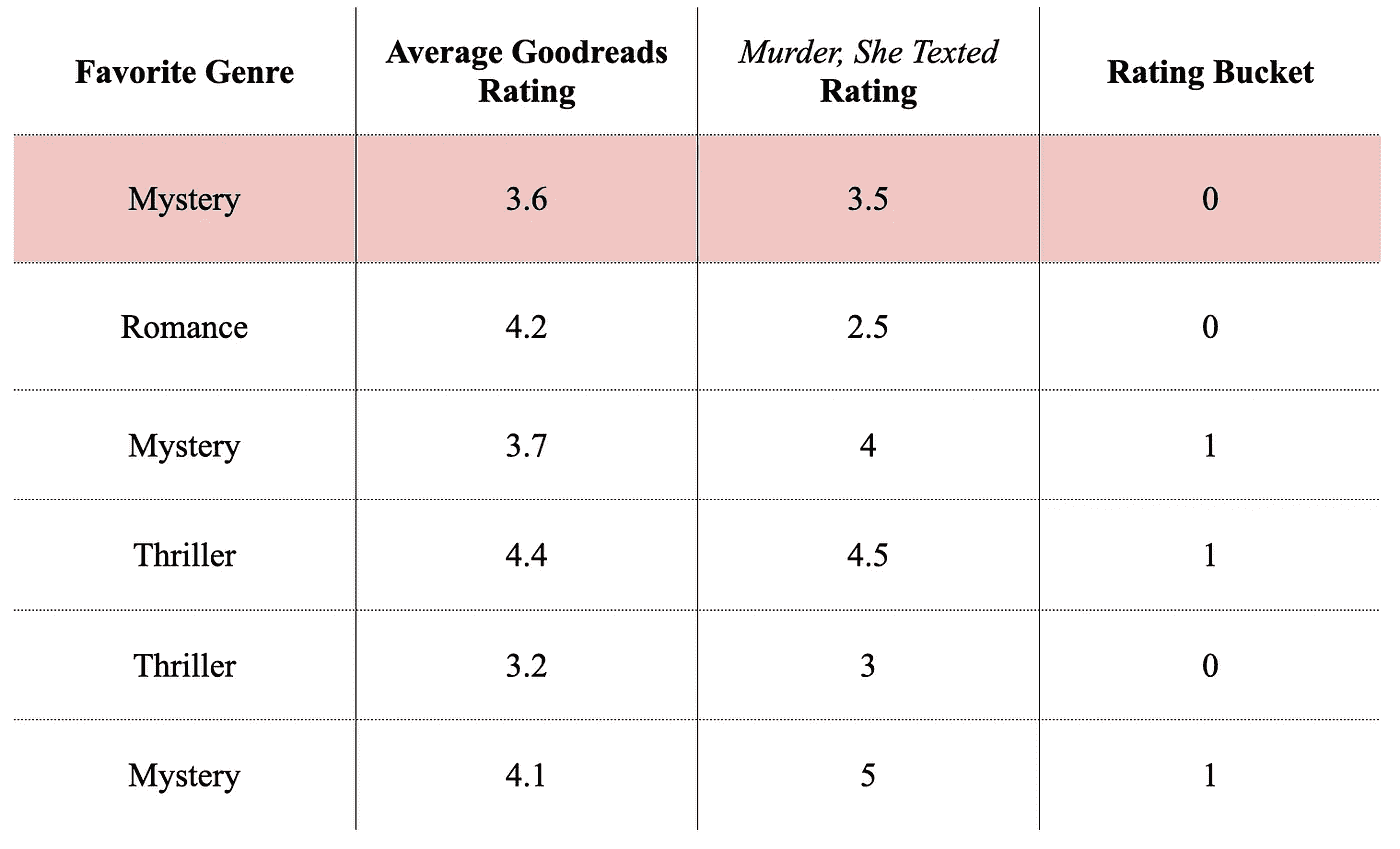 Favorite Genre
Average Goodreads
Rating
Murder, She Texted
Rating
Rating Bucket
Mystery 3.6 3.5 0
Romance 4.2 2.5 0
Mystery 3.7 4 1
Thriller 4.4 4.5 1
Thriller 3.2 3 0
Mystery 4.1 5 1